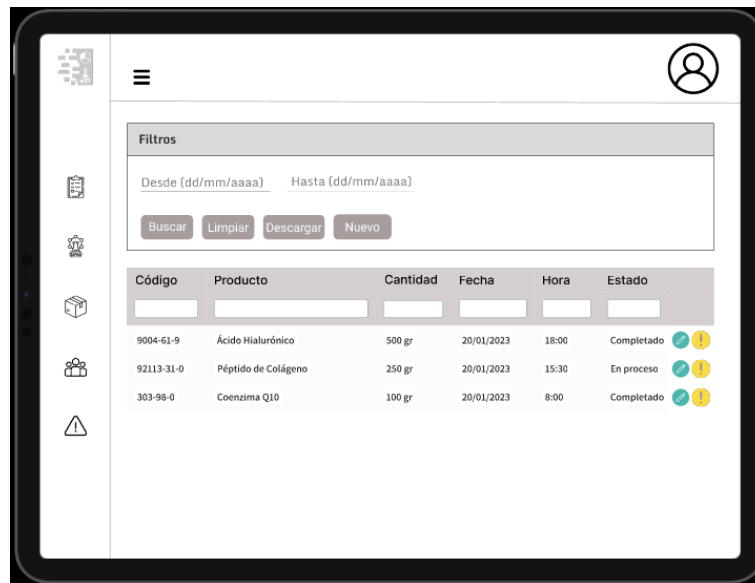 Filtros
Desde (dd/mm/aaaa) Hasta (dd/mm/aaaa)
Buscar Limpiar Descargar Nuevo
Código Producto Cantidad Fecha Hora Estado
9004-61-9 Ácido Hialurónico 500 gr 20/01/2023 18:00 Completado
92113-31-0 Péptido de Colágeno 250 gr 20/01/2023 15:30 En proceso
303-98-0 Coenzima Q10 100 gr 20/01/2023 8:00 Completado